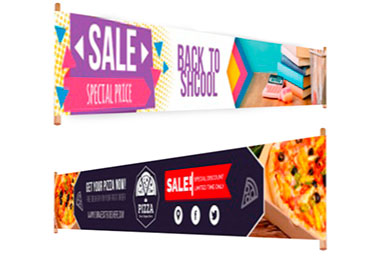 SALE
SPECIAL PRICE
BACK TO
SHCOOL
GET YOUR PIZZA NOW!
PIZZA
SALE!
SPECIAL DISCOUNT
LIMITED TIME ONLY